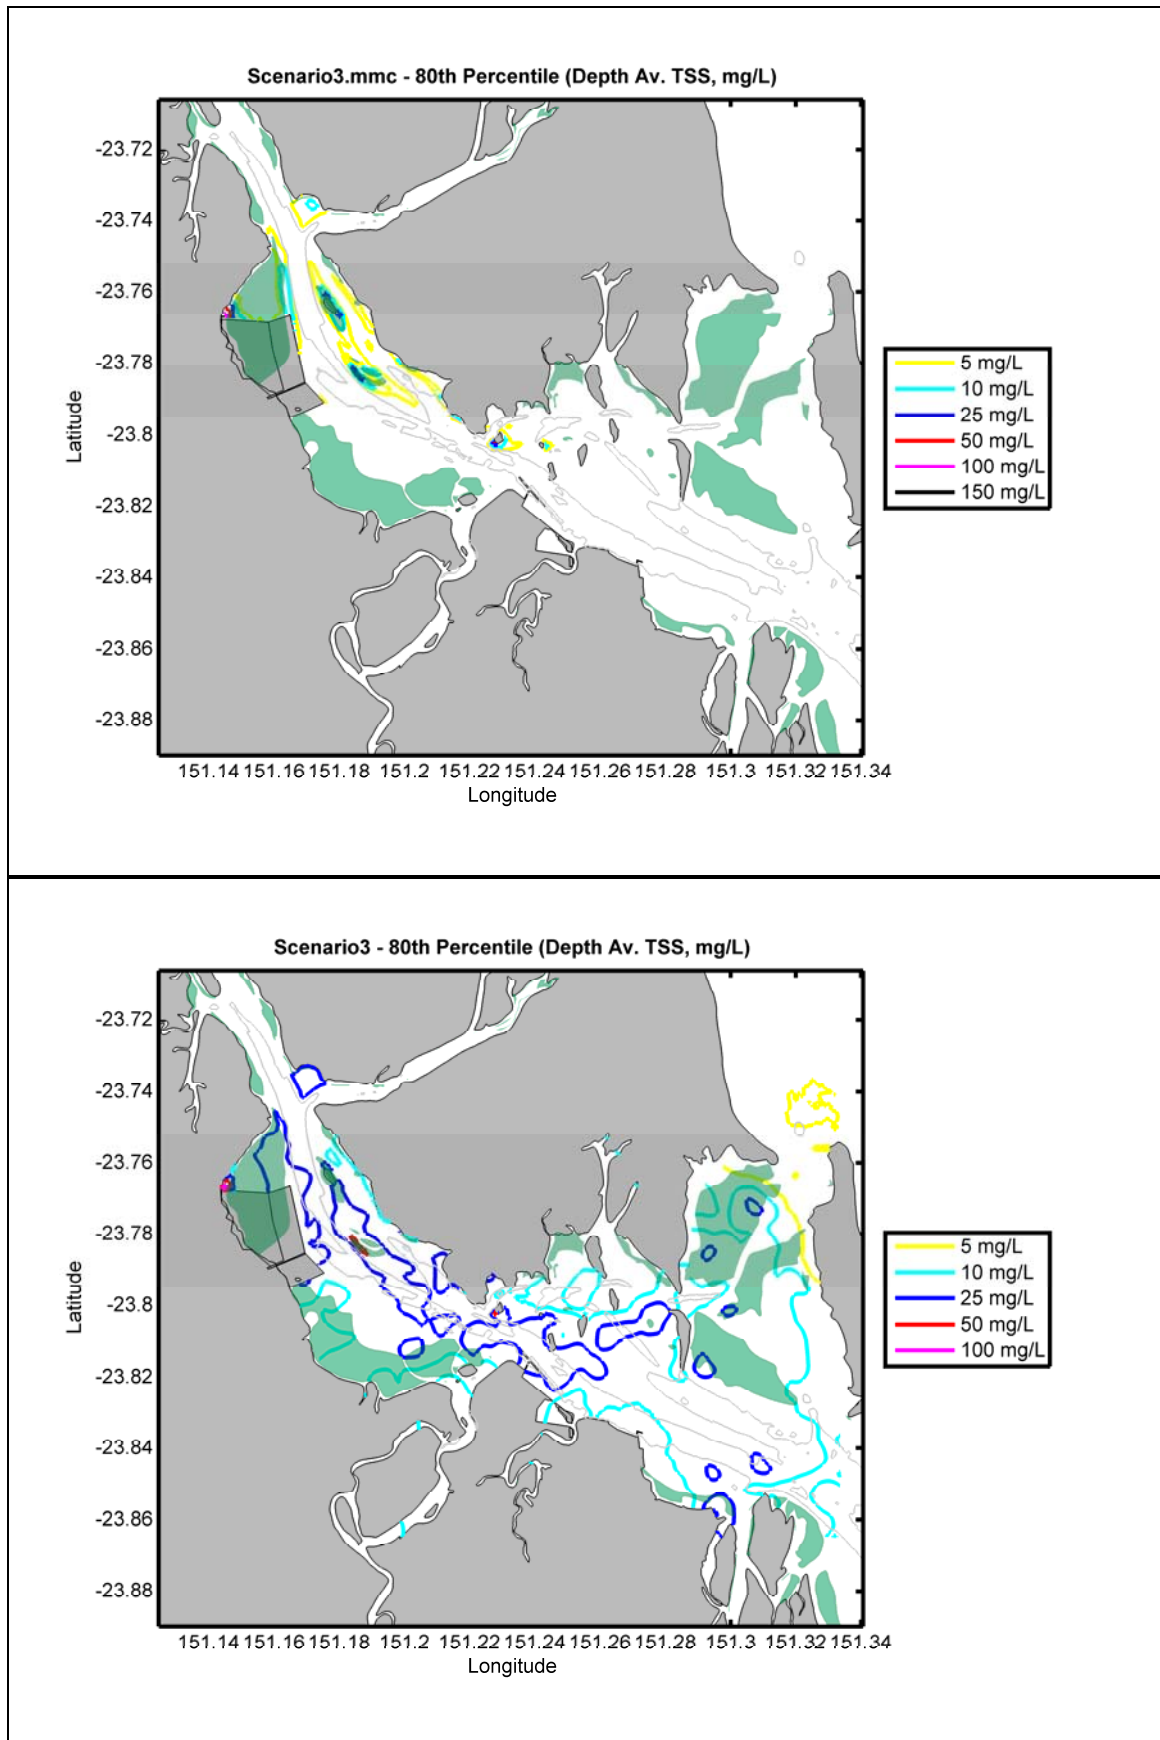 Scenario3.mmc - 80th Percentile (Depth Av. TSS, mg/L)
-23.72
-23.74
-23.76
-23.78
-23.8
-23.82
-23.84
-23.86
-23.88
Latitude
151.14 151.16 151.18 151.2 151.22 151.24 151.26 151.28 151.3 151.32 151.34
Longitude
5 mg/L
10 mg/L
25 mg/L
50 mg/L
100 mg/L
150 mg/L
Scenario3 - 80th Percentile (Depth Av. TSS, mg/L)
-23.72
-23.74
-23.76
-23.78
-23.8
-23.82
-23.84
-23.86
-23.88
Latitude
151.14 151.16 151.18 151.2 151.22 151.24 151.26 151.28 151.3 151.32 151.34
Longitude
5 mg/L
10 mg/L
25 mg/L
50 mg/L
100 mg/L